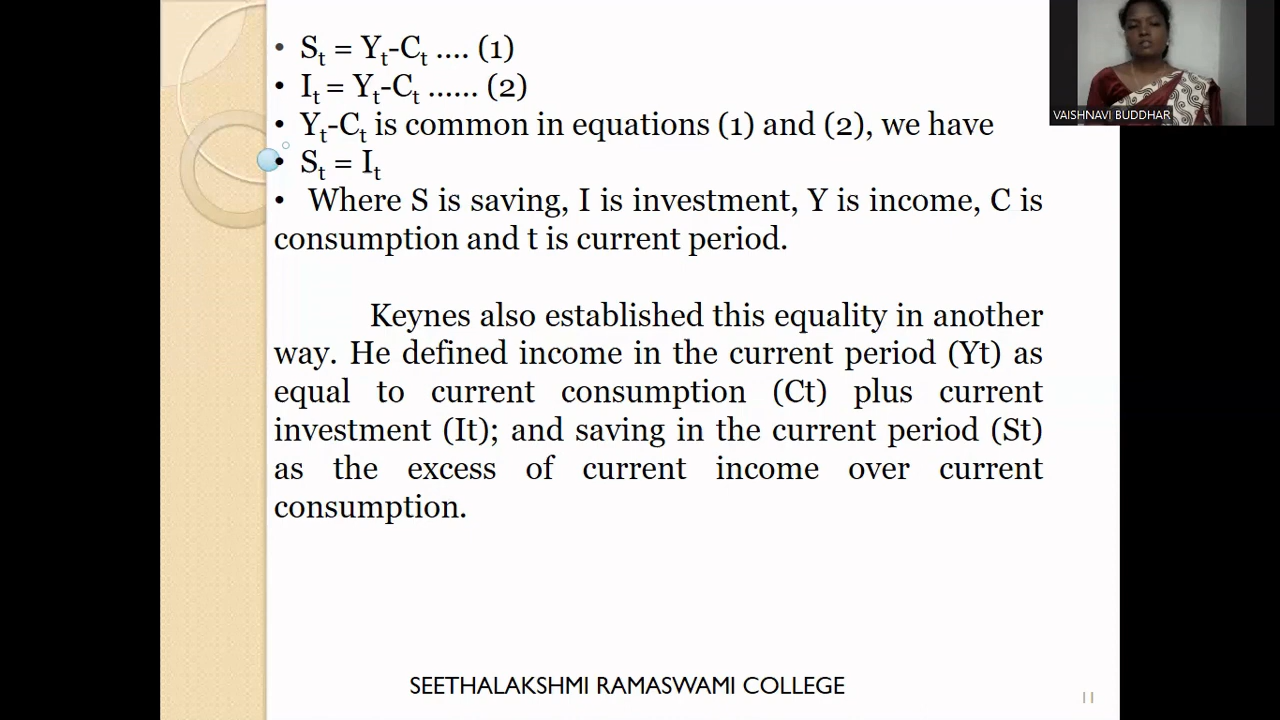 • Sₜ = Yₜ-Cₜ .... (1)
• Iₜ = Yₜ-Cₜ ...... (2)
• Yₜ-Cₜ is common in equations (1) and (2), we have
• Sₜ = Iₜ
• Where S is saving, I is investment, Y is income, C is
consumption and t is current period.
Keynes also established this equality in another
way. He defined income in the current period (Yt) as
equal to current consumption (Ct) plus current
investment (It); and saving in the current period (St)
as the excess of current income over current
consumption.
SEETHALAKSHMI RAMASWAMI COLLEGE
11
VAISHNAVI BUDDHAR